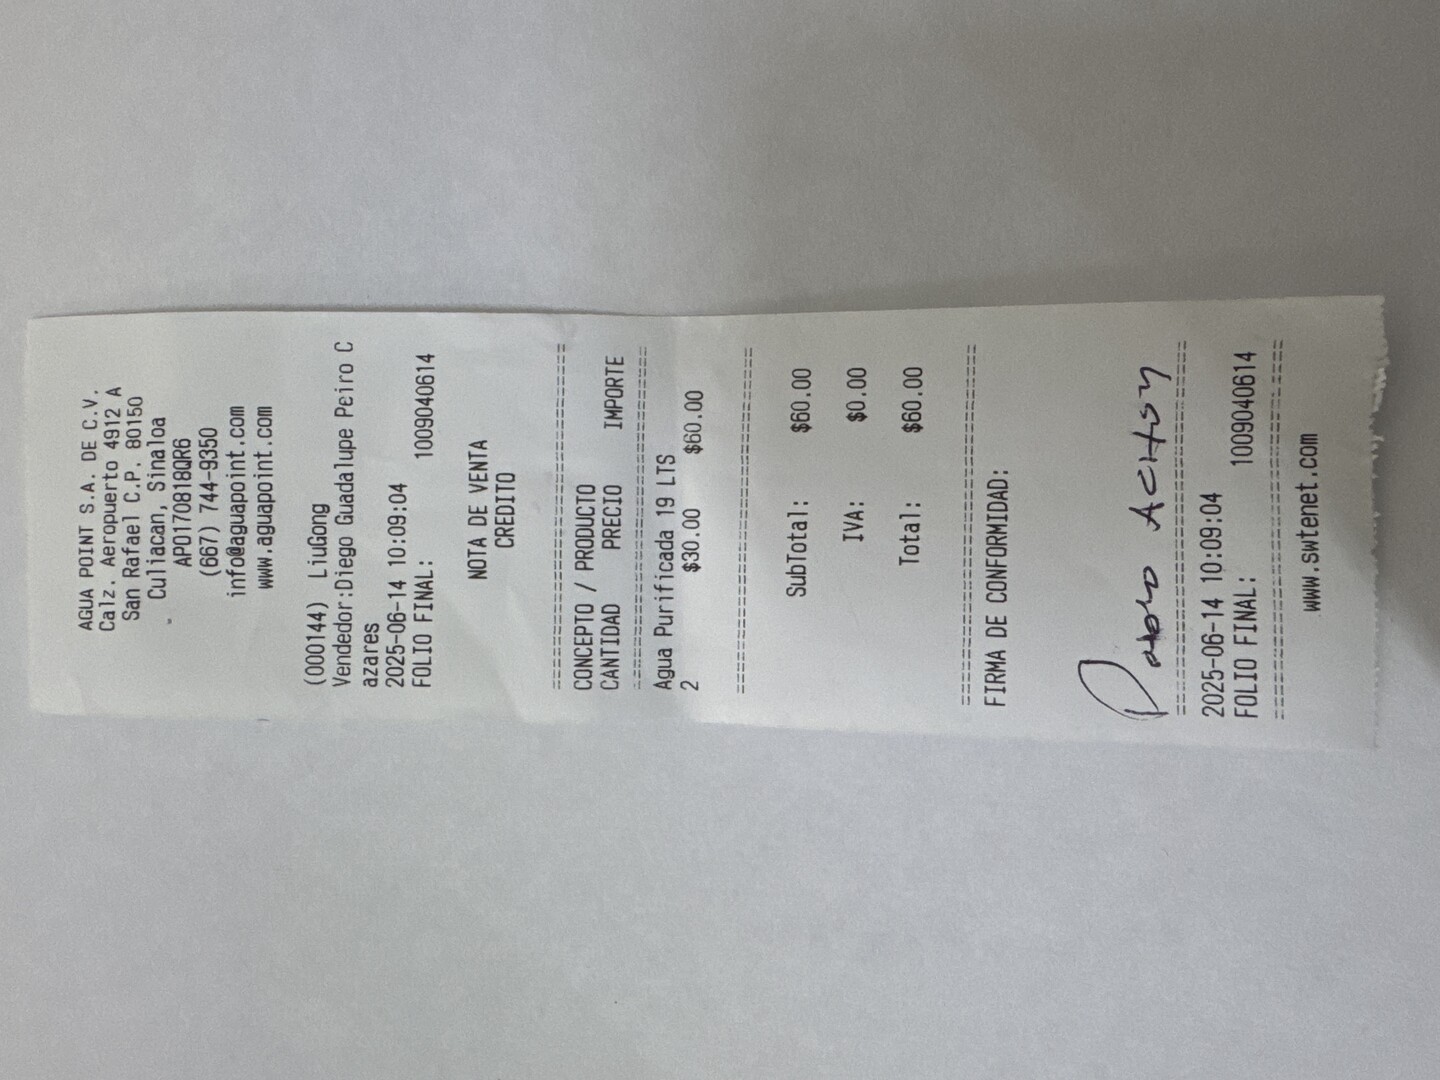 AGUA POINT S.A. DE C.V.
Calz. Aeropuerto 4912 A
San Rafael C.P. 80150
Culiacan, Sinaloa
APO170818QR6
(667) 744-9350
info@aguapoint.com
www.aguapoint.com
(000144) LiuGong
Vendedor:Diego Guadalupe Peiro C
azares
2025-06-14 10:09:04
FOLIO FINAL: 1009040614
NOTA DE VENTA
CREDITO
================================
CONCEPTO / PRODUCTO
CANTIDAD PRECIO IMPORTE
================================
Agua Purificada 19 LTS
2 $30.00 $60.00
================================
SubTotal: $60.00
IVA: $0.00
Total: $60.00
================================
FIRMA DE CONFORMIDAD:
================================
2025-06-14 10:09:04
FOLIO FINAL: 1009040614
================================
www.swtenet.com